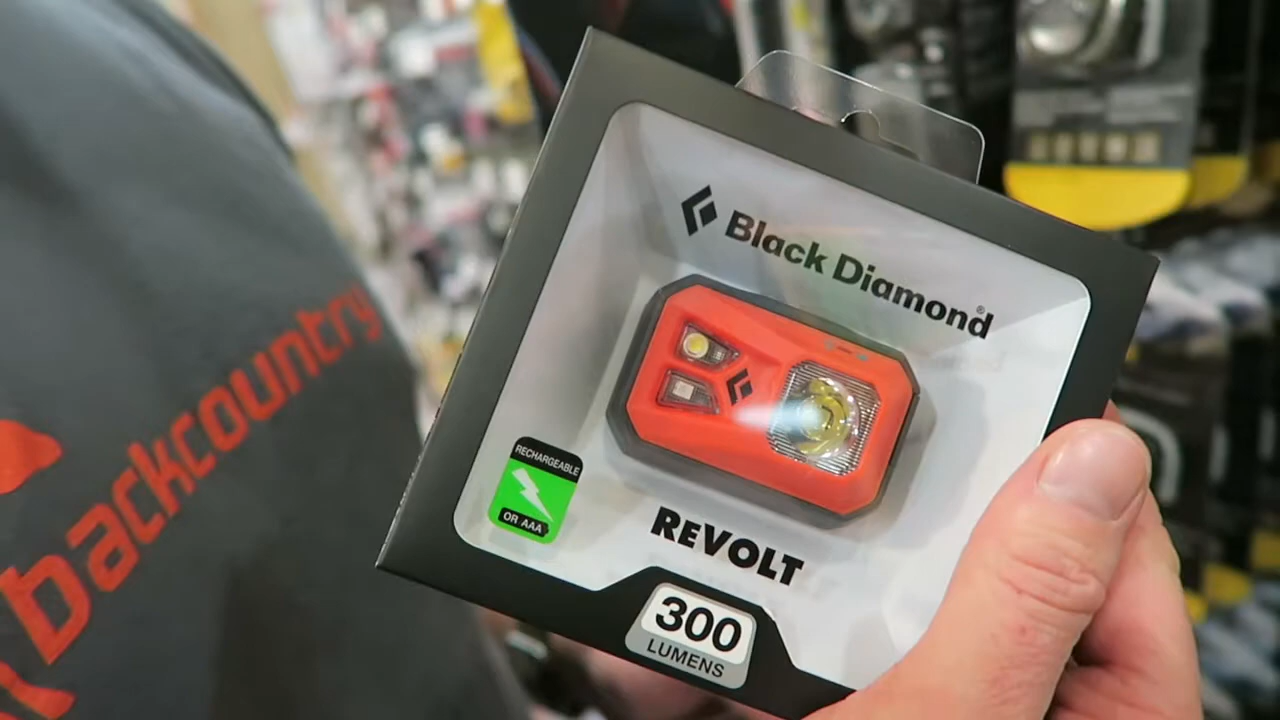 backcountry
Black Diamond®
RECHARGEABLE
OR AAA
REVOLT
300
LUMENS